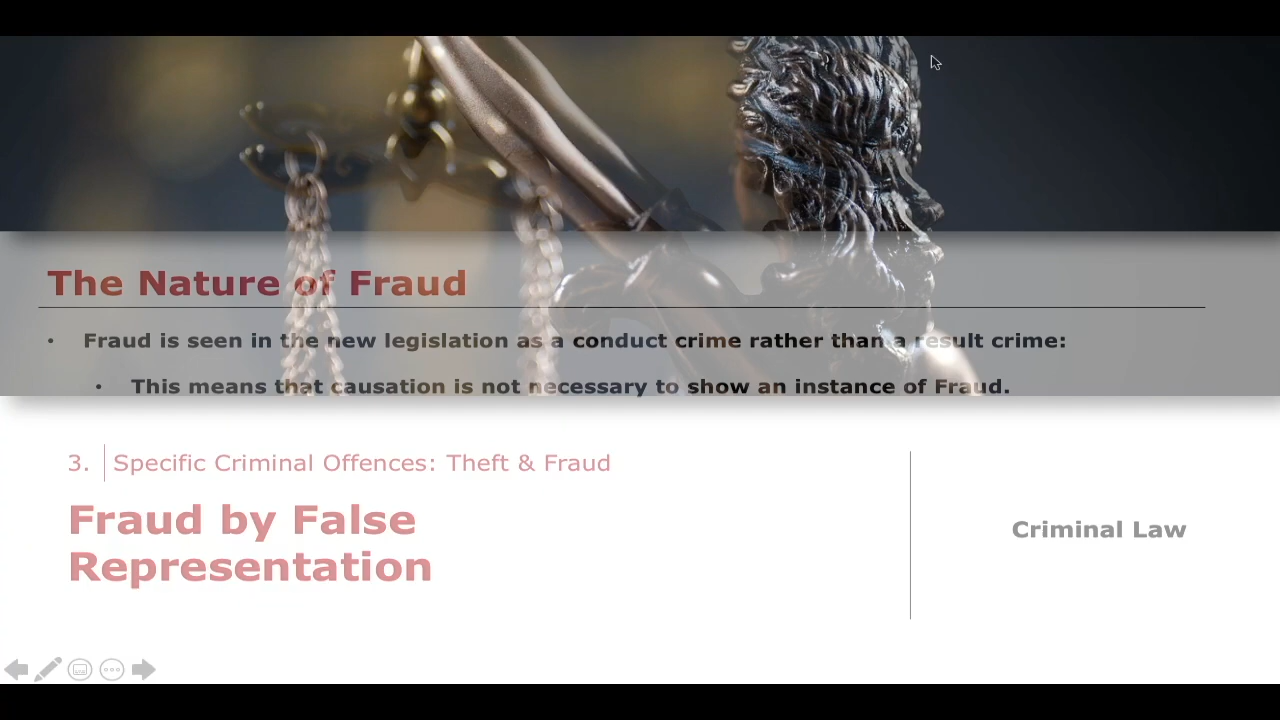 The Nature of Fraud
• Fraud is seen in the new legislation as a conduct crime rather than a result crime:
• This means that causation is not necessary to show an instance of Fraud.
3. Specific Criminal Offences: Theft & Fraud
Fraud by False
Representation
Criminal Law